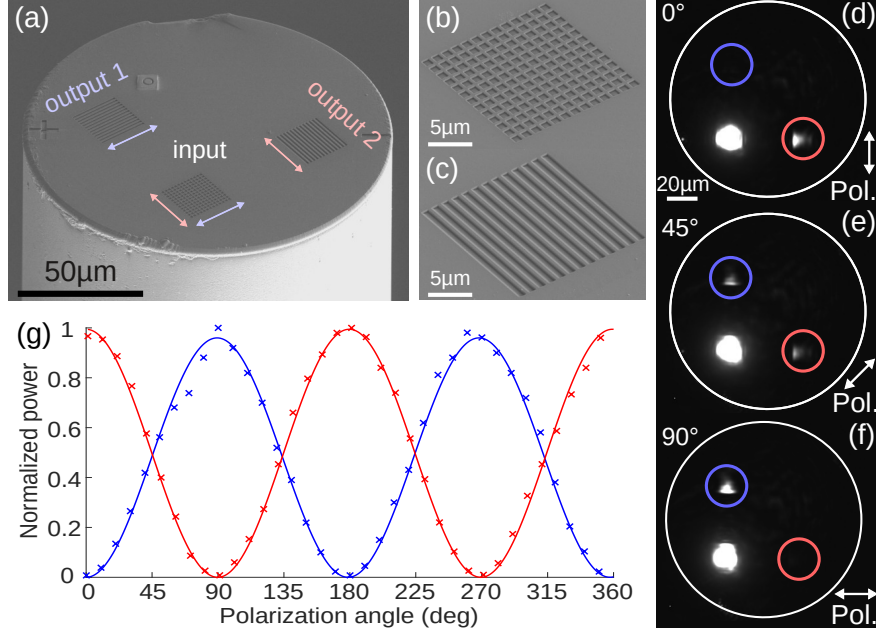 (a)
output 1
output 2
input
50µm
(b)
5µm
(c)
5µm
(d)
0°
20µm
Pol.
(e)
45°
Pol.
(f)
90°
Pol.
(g)
Normalized power
1
0.8
0.6
0.4
0.2
0
0 45 90 135 180 225 270 315 360
Polarization angle (deg)